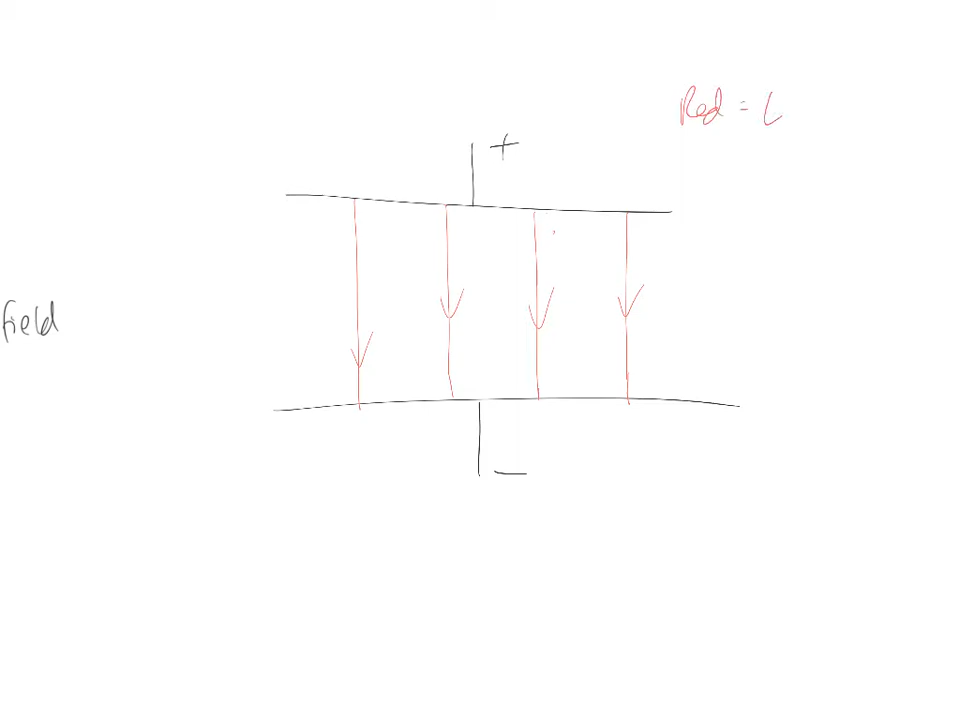 Red = L
+
field
–